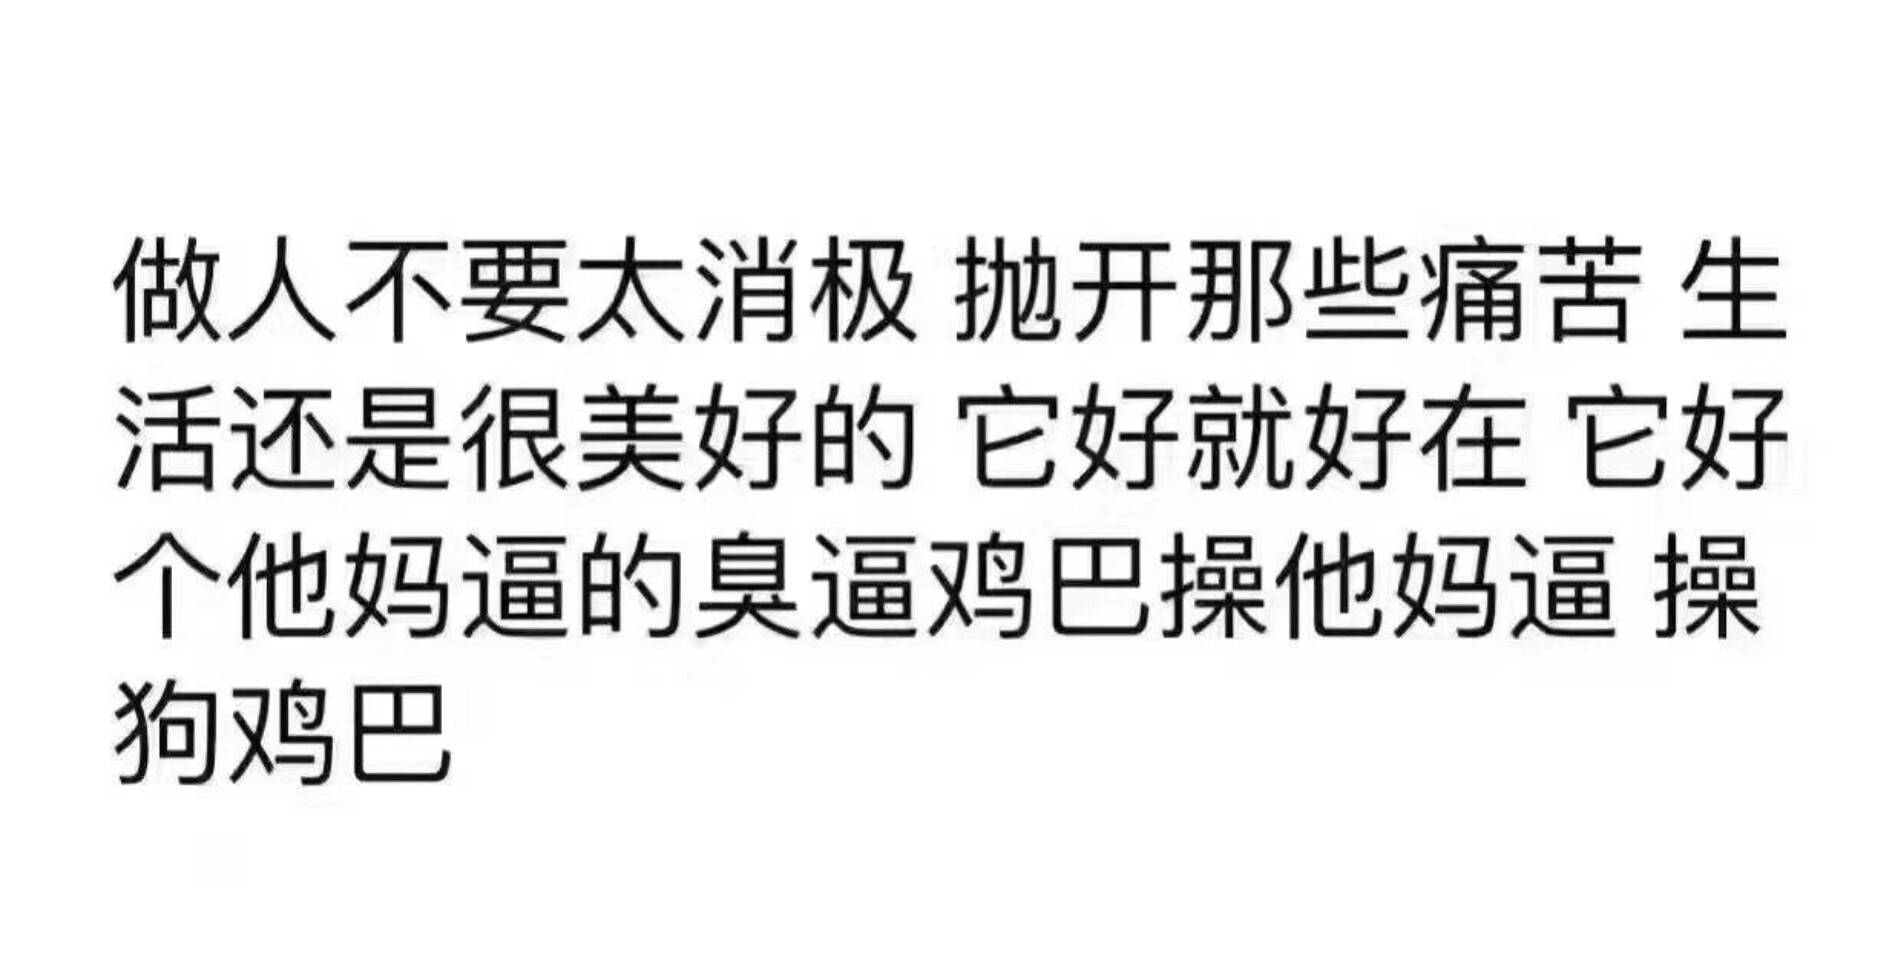 做人不要太消极 抛开那些痛苦 生
活还是很美好的 它好就好在 它好
个他妈逼的臭逼鸡巴操他妈逼 操
狗鸡巴